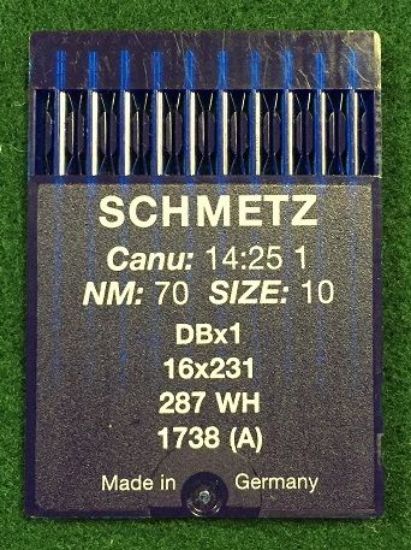 SCHMETZ
Canu: 14:25 1
NM: 70 SIZE: 10
DBx1
16x231
287 WH
1738 (A)
Made in Germany